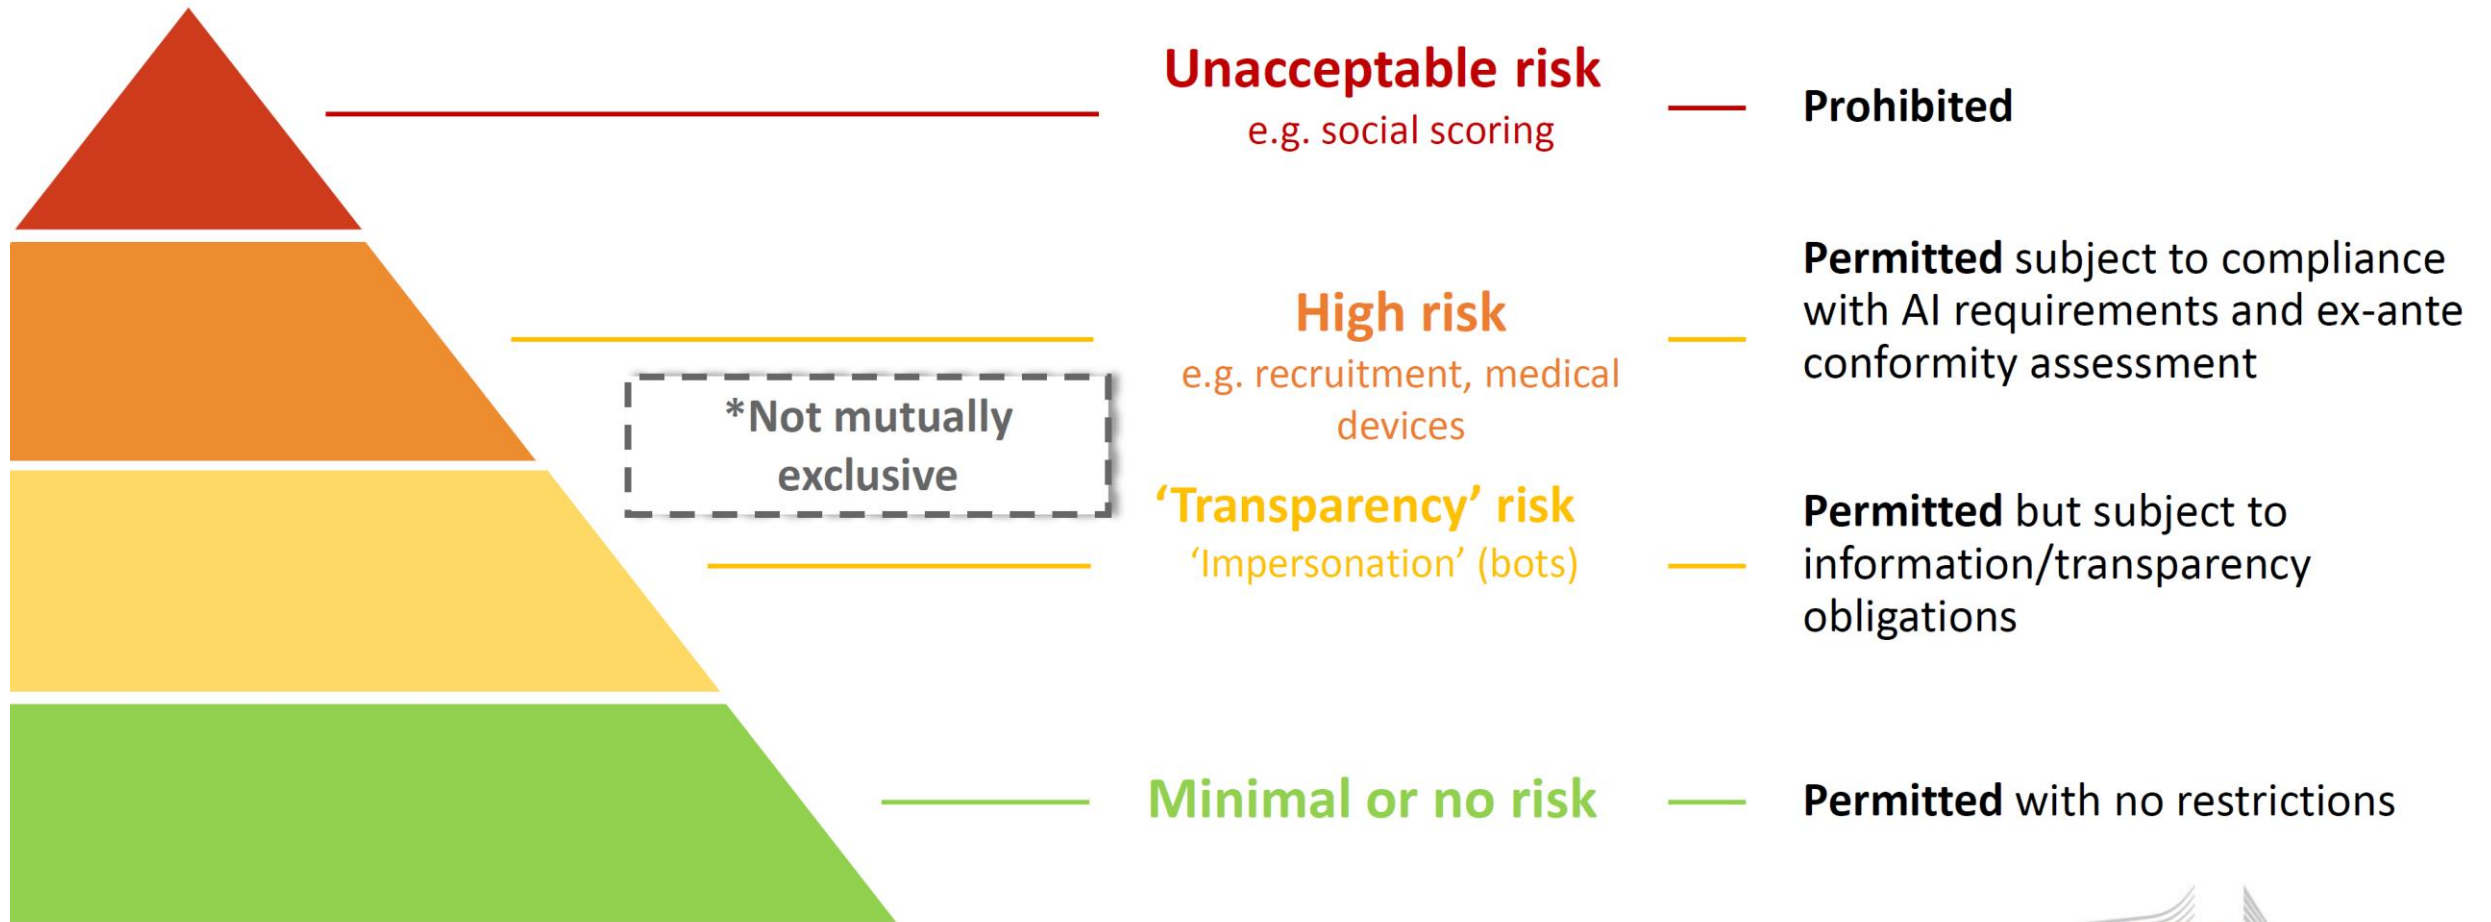 Unacceptable risk
e.g. social scoring
Prohibited
High risk
e.g. recruitment, medical
devices
Permitted subject to compliance
with AI requirements and ex-ante
conformity assessment
*Not mutually
exclusive
‘Transparency’ risk
‘Impersonation’ (bots)
Permitted but subject to
information/transparency
obligations
Minimal or no risk
Permitted with no restrictions